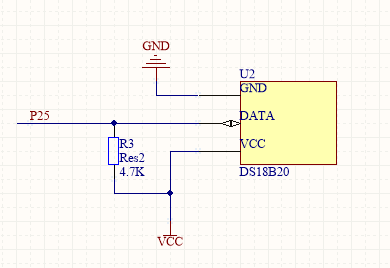 GND
U2
GND
P25
DATA
R3
VCC
Res2
4.7K
DS18B20
VCC